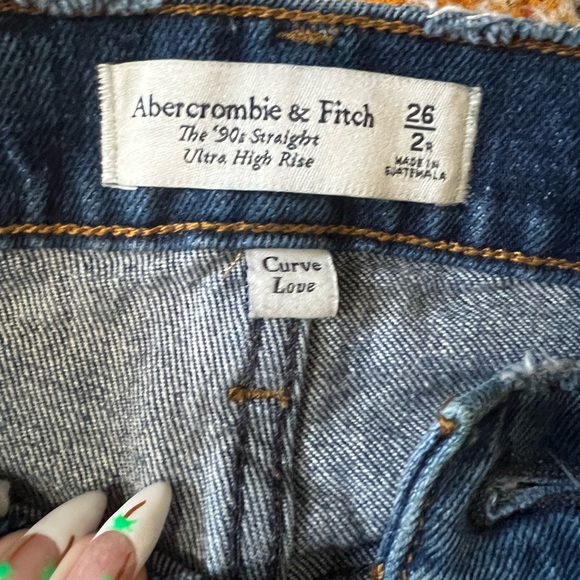 Abercrombie & Fitch
The '90s Straight
Ultra High Rise
26
2R
MADE IN
GUATEMALA
Curve
Love